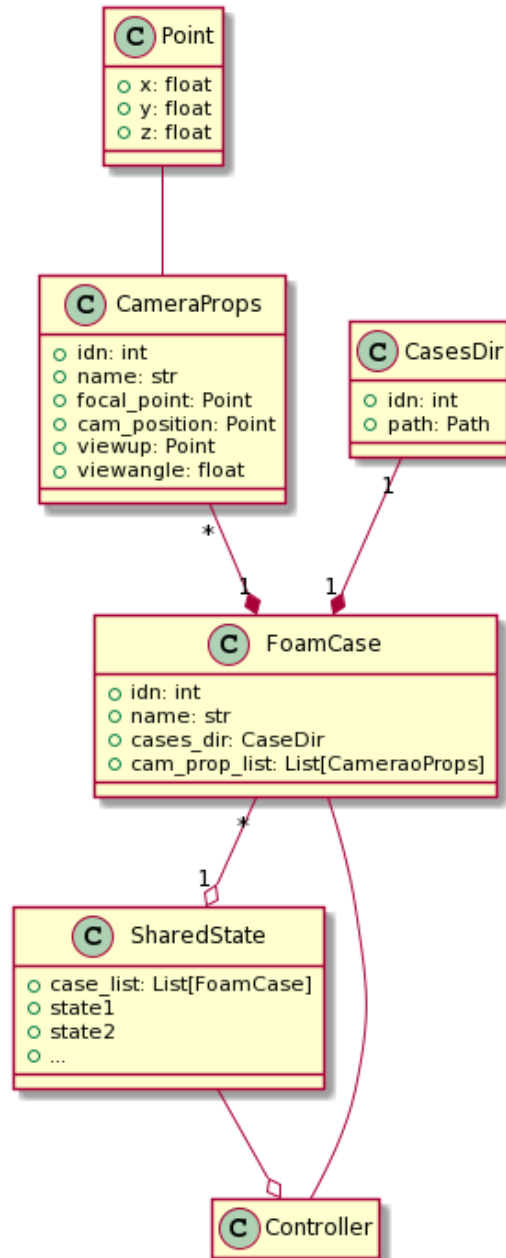 C Point
x: float
y: float
z: float
C CameraProps
idn: int
name: str
focal_point: Point
cam_position: Point
viewup: Point
viewangle: float
C CasesDir
idn: int
path: Path
*
1
1
1
C FoamCase
idn: int
name: str
cases_dir: CaseDir
cam_prop_list: List[CameraoProps]
*
1
C SharedState
case_list: List[FoamCase]
state1
state2
...
C Controller